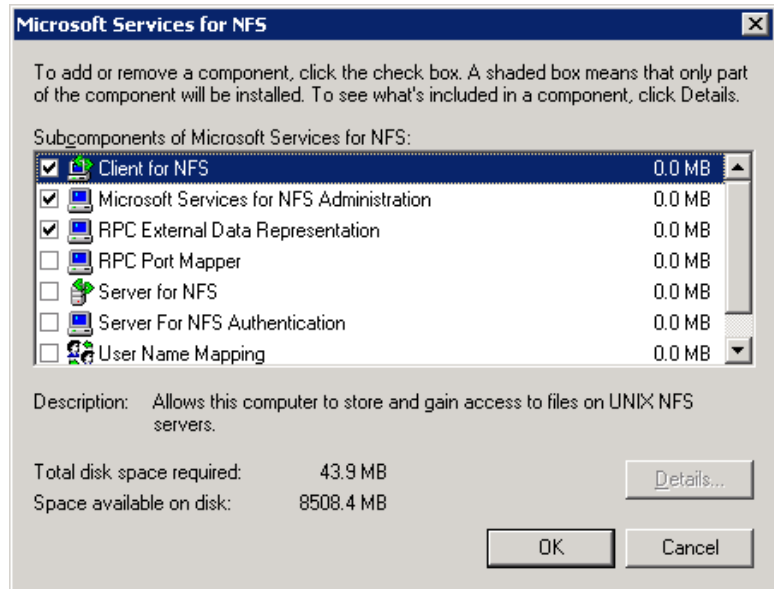 Microsoft Services for NFS
To add or remove a component, click the check box. A shaded box means that only part
of the component will be installed. To see what's included in a component, click Details.
Subcomponents of Microsoft Services for NFS:
Client for NFS 0.0 MB
Microsoft Services for NFS Administration 0.0 MB
RPC External Data Representation 0.0 MB
RPC Port Mapper 0.0 MB
Server for NFS 0.0 MB
Server For NFS Authentication 0.0 MB
User Name Mapping 0.0 MB
Description: Allows this computer to store and gain access to files on UNIX NFS
servers.
Total disk space required: 43.9 MB
Details...
Space available on disk: 8508.4 MB
OK Cancel